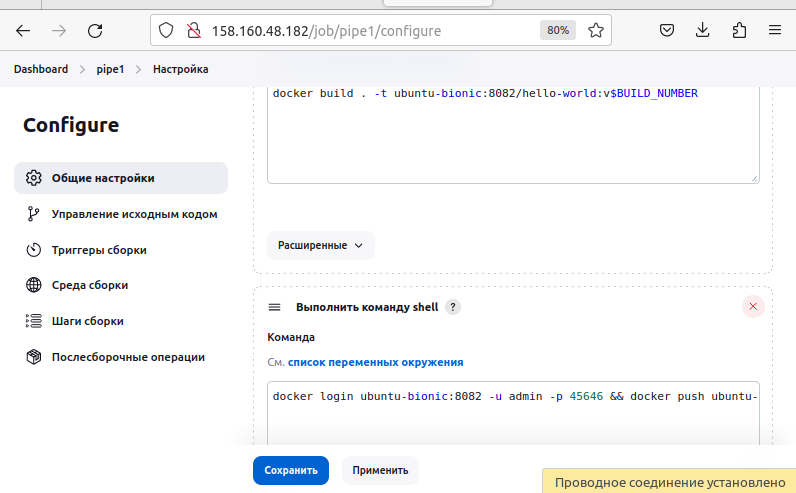 158.160.48.182/job/pipe1/configure
80%
Dashboard > pipe1 > Настройка
Configure
Общие настройки
Управление исходным кодом
Триггеры сборки
Среда сборки
Шаги сборки
Послесборочные операции
docker build . -t ubuntu-bionic:8082/hello-world:v$BUILD_NUMBER
Расширенные
Выполнить команду shell ?
Команда
См. список переменных окружения
docker login ubuntu-bionic:8082 -u admin -p 45646 && docker push ubuntu-
Сохранить
Применить
Проводное соединение установлено